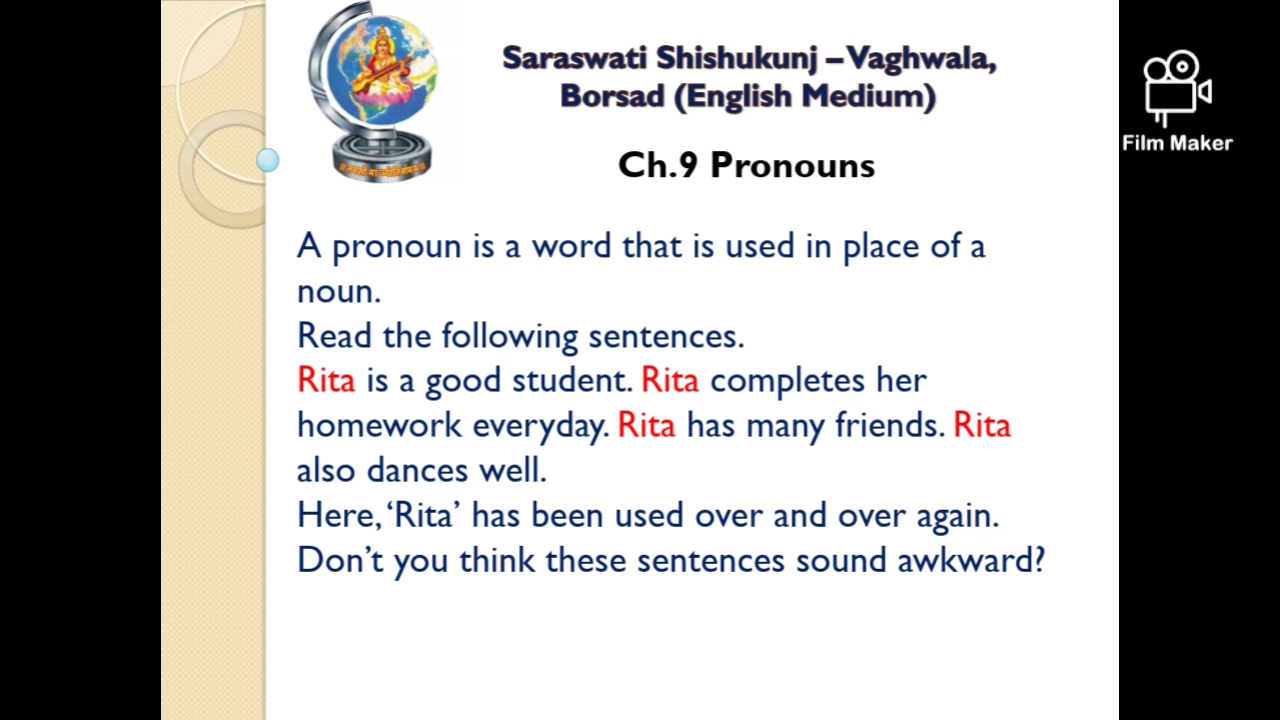 Saraswati Shishukunj – Vaghwala,
Borsad (English Medium)
Film Maker
Ch.9 Pronouns
A pronoun is a word that is used in place of a
noun.
Read the following sentences.
Rita is a good student. Rita completes her
homework everyday. Rita has many friends. Rita
also dances well.
Here, ‘Rita’ has been used over and over again.
Don’t you think these sentences sound awkward?